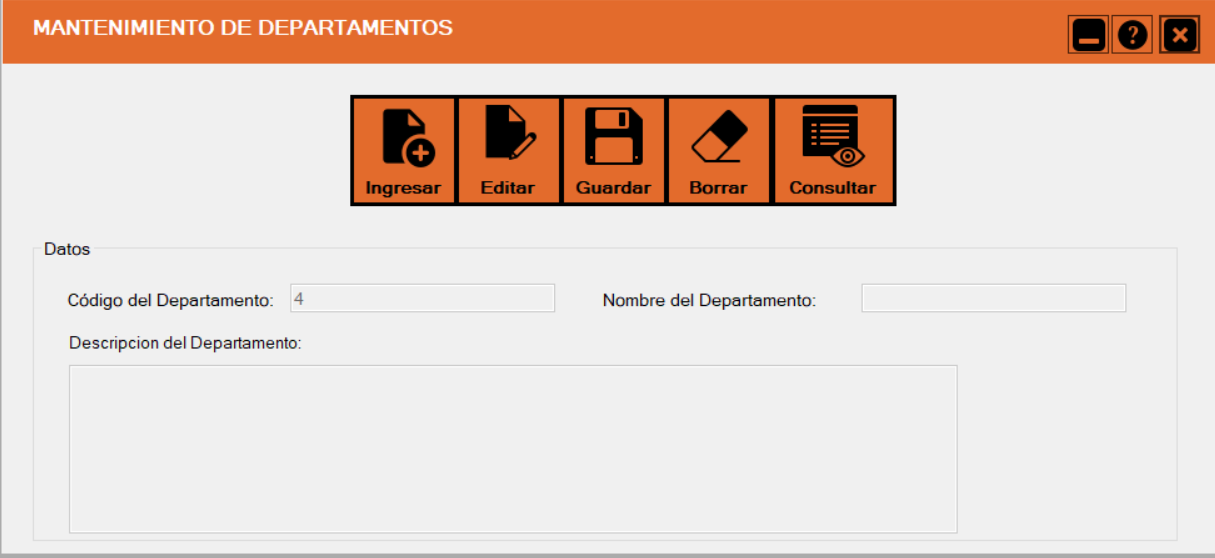 MANTENIMIENTO DE DEPARTAMENTOS
Ingresar Editar Guardar Borrar Consultar
Datos
Código del Departamento: 4 Nombre del Departamento:
Descripcion del Departamento: